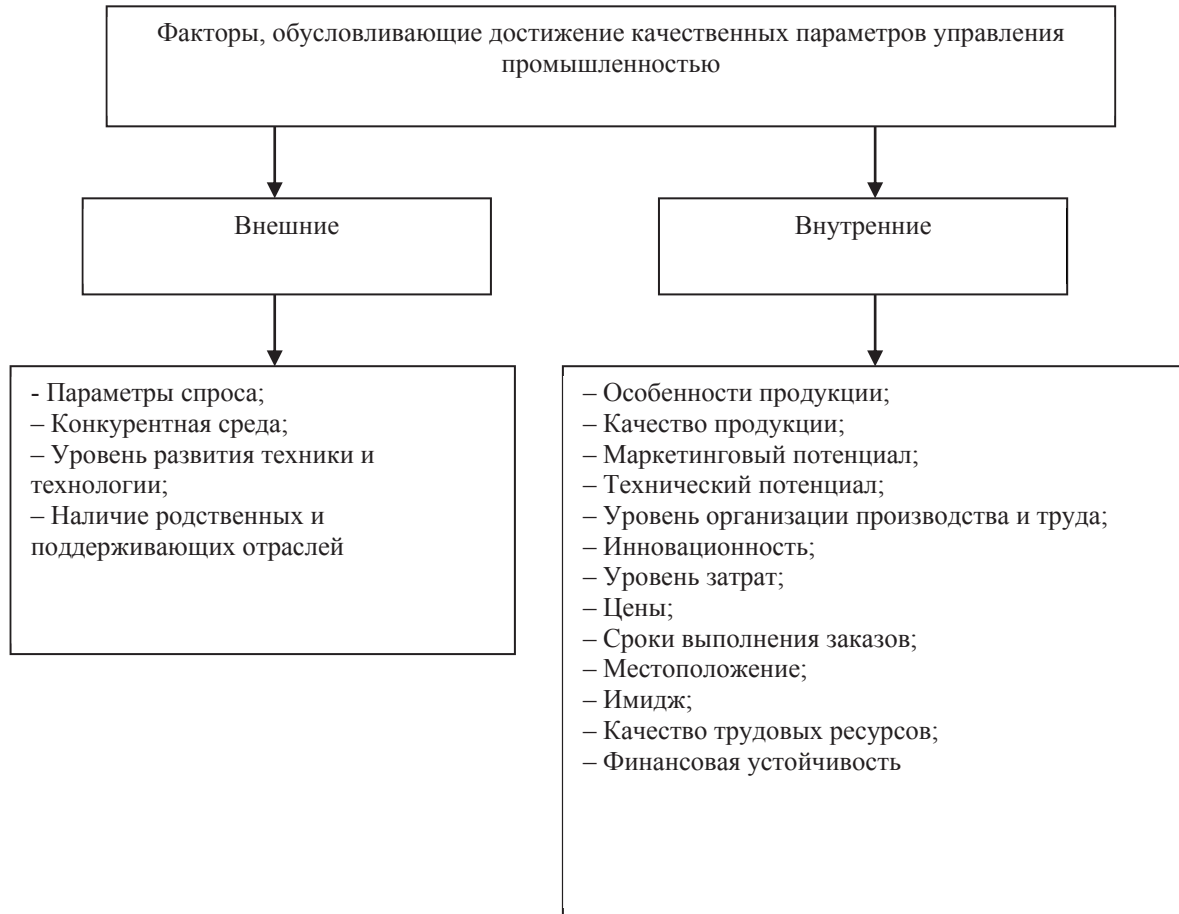 Факторы, обусловливающие достижение качественных параметров управления
промышленностью
Внешние
Внутренние
- Параметры спроса;
– Конкурентная среда;
– Уровень развития техники и
технологии;
– Наличие родственных и
поддерживающих отраслей
– Особенности продукции;
– Качество продукции;
– Маркетинговый потенциал;
– Технический потенциал;
– Уровень организации производства и труда;
– Инновационность;
– Уровень затрат;
– Цены;
– Сроки выполнения заказов;
– Местоположение;
– Имидж;
– Качество трудовых ресурсов;
– Финансовая устойчивость